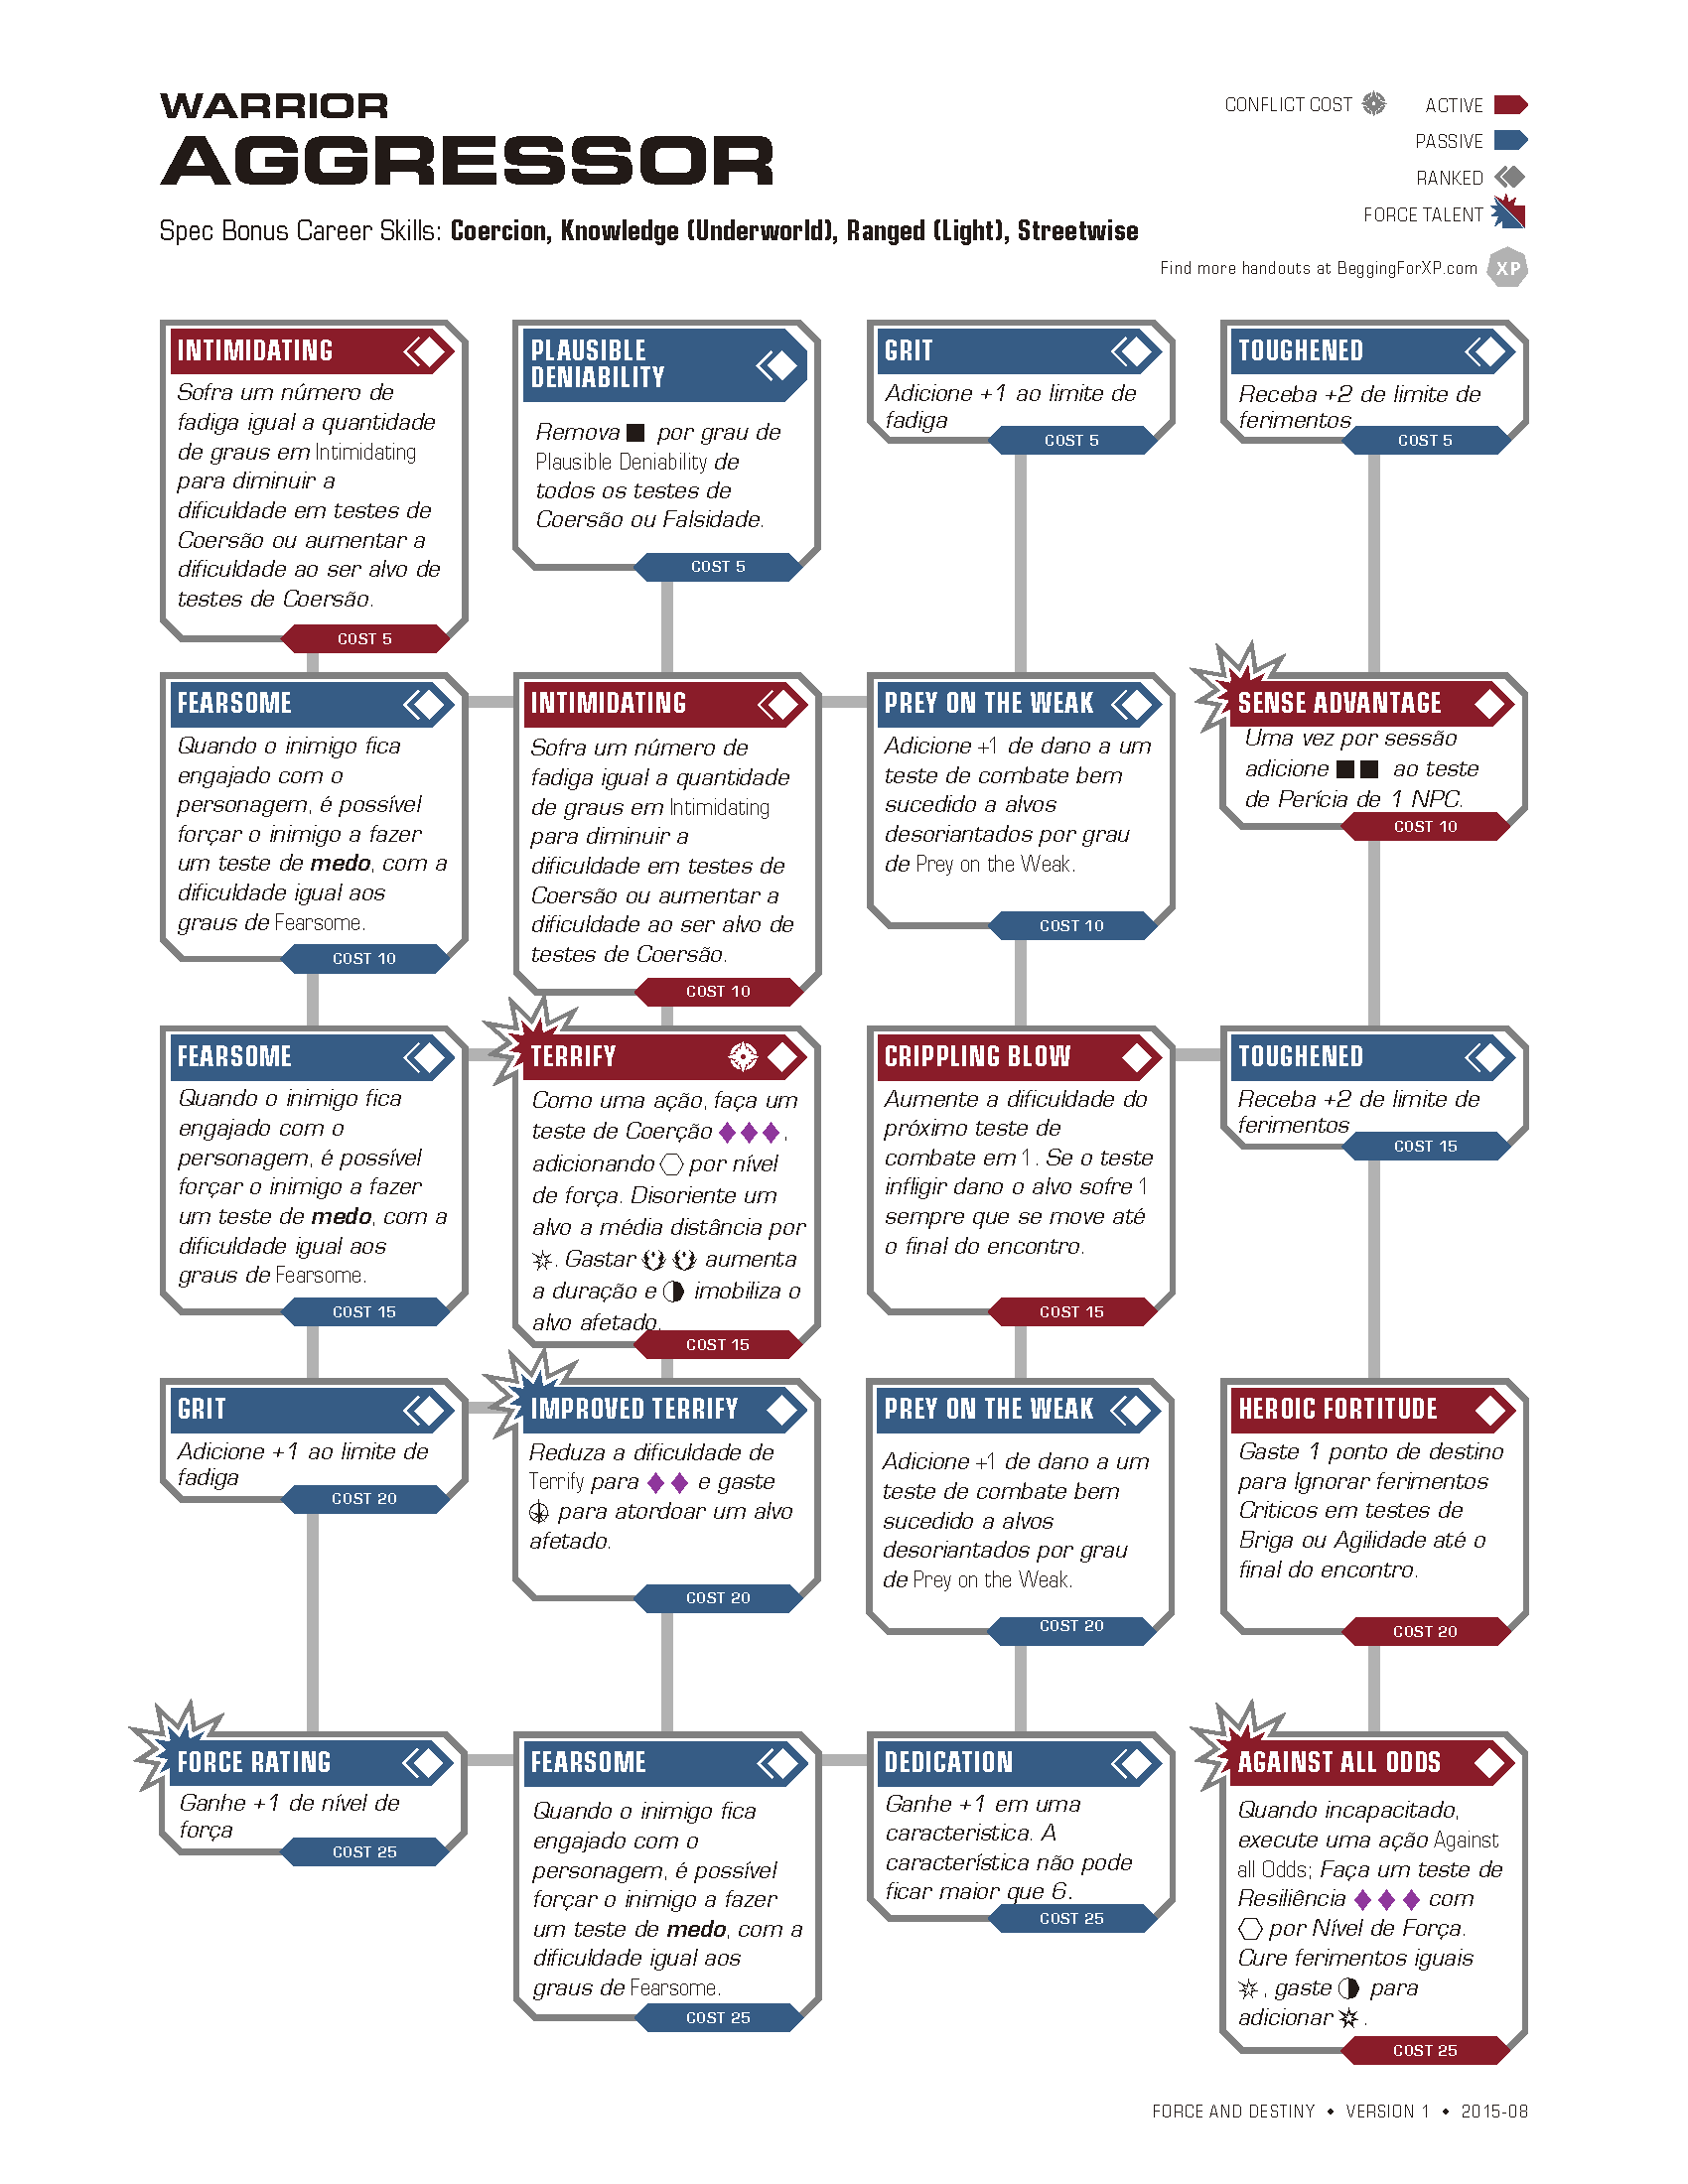 WARRIOR
AGGRESSOR
Spec Bonus Career Skills: Coercion, Knowledge (Underworld), Ranged (Light), Streetwise
CONFLICT COST
ACTIVE
PASSIVE
RANKED
FORCE TALENT
Find more handouts at BeggingForXP.com
XP
INTIMIDATING
Sofra um número de
fadiga igual a quantidade
de graus em Intimidating
para diminuir a
dificuldade em testes de
Coersão ou aumentar a
dificuldade ao ser alvo de
testes de Coersão.
COST 5
PLAUSIBLE
DENIABILITY
Remova ■ por grau de
Plausible Deniability de
todos os testes de
Coersão ou Falsidade.
COST 5
GRIT
Adicione +1 ao limite de
fadiga
COST 5
TOUGHENED
Receba +2 de limite de
ferimentos
COST 5
FEARSOME
Quando o inimigo fica
engajado com o
personagem, é possível
forçar o inimigo a fazer
um teste de medo, com a
dificuldade igual aos
graus de Fearsome.
COST 10
INTIMIDATING
Sofra um número de
fadiga igual a quantidade
de graus em Intimidating
para diminuir a
dificuldade em testes de
Coersão ou aumentar a
dificuldade ao ser alvo de
testes de Coersão.
COST 10
PREY ON THE WEAK
Adicione +1 de dano a um
teste de combate bem
sucedido a alvos
desoriantados por grau
de Prey on the Weak.
COST 10
SENSE ADVANTAGE
Uma vez por sessão
adicione ■■ ao teste
de Perícia de 1 NPC.
COST 10
FEARSOME
Quando o inimigo fica
engajado com o
personagem, é possível
forçar o inimigo a fazer
um teste de medo, com a
dificuldade igual aos
graus de Fearsome.
COST 15
TERRIFY
Como uma ação, faça um
teste de Coerção ♦♦♦,
adicionando ⬡ por nível
de força. Disoriente um
alvo a média distância por
. Gastar aumenta
a duração e imobiliza o
alvo afetado.
COST 15
CRIPPLING BLOW
Aumente a dificuldade do
próximo teste de
combate em 1. Se o teste
infligir dano o alvo sofre 1
sempre que se move até
o final do encontro.
COST 15
TOUGHENED
Receba +2 de limite de
ferimentos
COST 15
GRIT
Adicione +1 ao limite de
fadiga
COST 20
IMPROVED TERRIFY
Reduza a dificuldade de
Terrify para ♦♦ e gaste
para atordoar um alvo
afetado.
COST 20
PREY ON THE WEAK
Adicione +1 de dano a um
teste de combate bem
sucedido a alvos
desoriantados por grau
de Prey on the Weak.
COST 20
HEROIC FORTITUDE
Gaste 1 ponto de destino
para Ignorar ferimentos
Criticos em testes de
Briga ou Agilidade até o
final do encontro.
COST 20
FORCE RATING
Ganhe +1 de nível de
força
COST 25
FEARSOME
Quando o inimigo fica
engajado com o
personagem, é possível
forçar o inimigo a fazer
um teste de medo, com a
dificuldade igual aos
graus de Fearsome.
COST 25
DEDICATION
Ganhe +1 em uma
caracteristica. A
característica não pode
ficar maior que 6.
COST 25
AGAINST ALL ODDS
Quando incapacitado,
execute uma ação Against
all Odds; Faça um teste de
Resiliência ♦♦♦ com
⬡ por Nível de Força.
Cure ferimentos iguais
, gaste para
adicionar .
COST 25
FORCE AND DESTINY • VERSION 1 • 2015-08